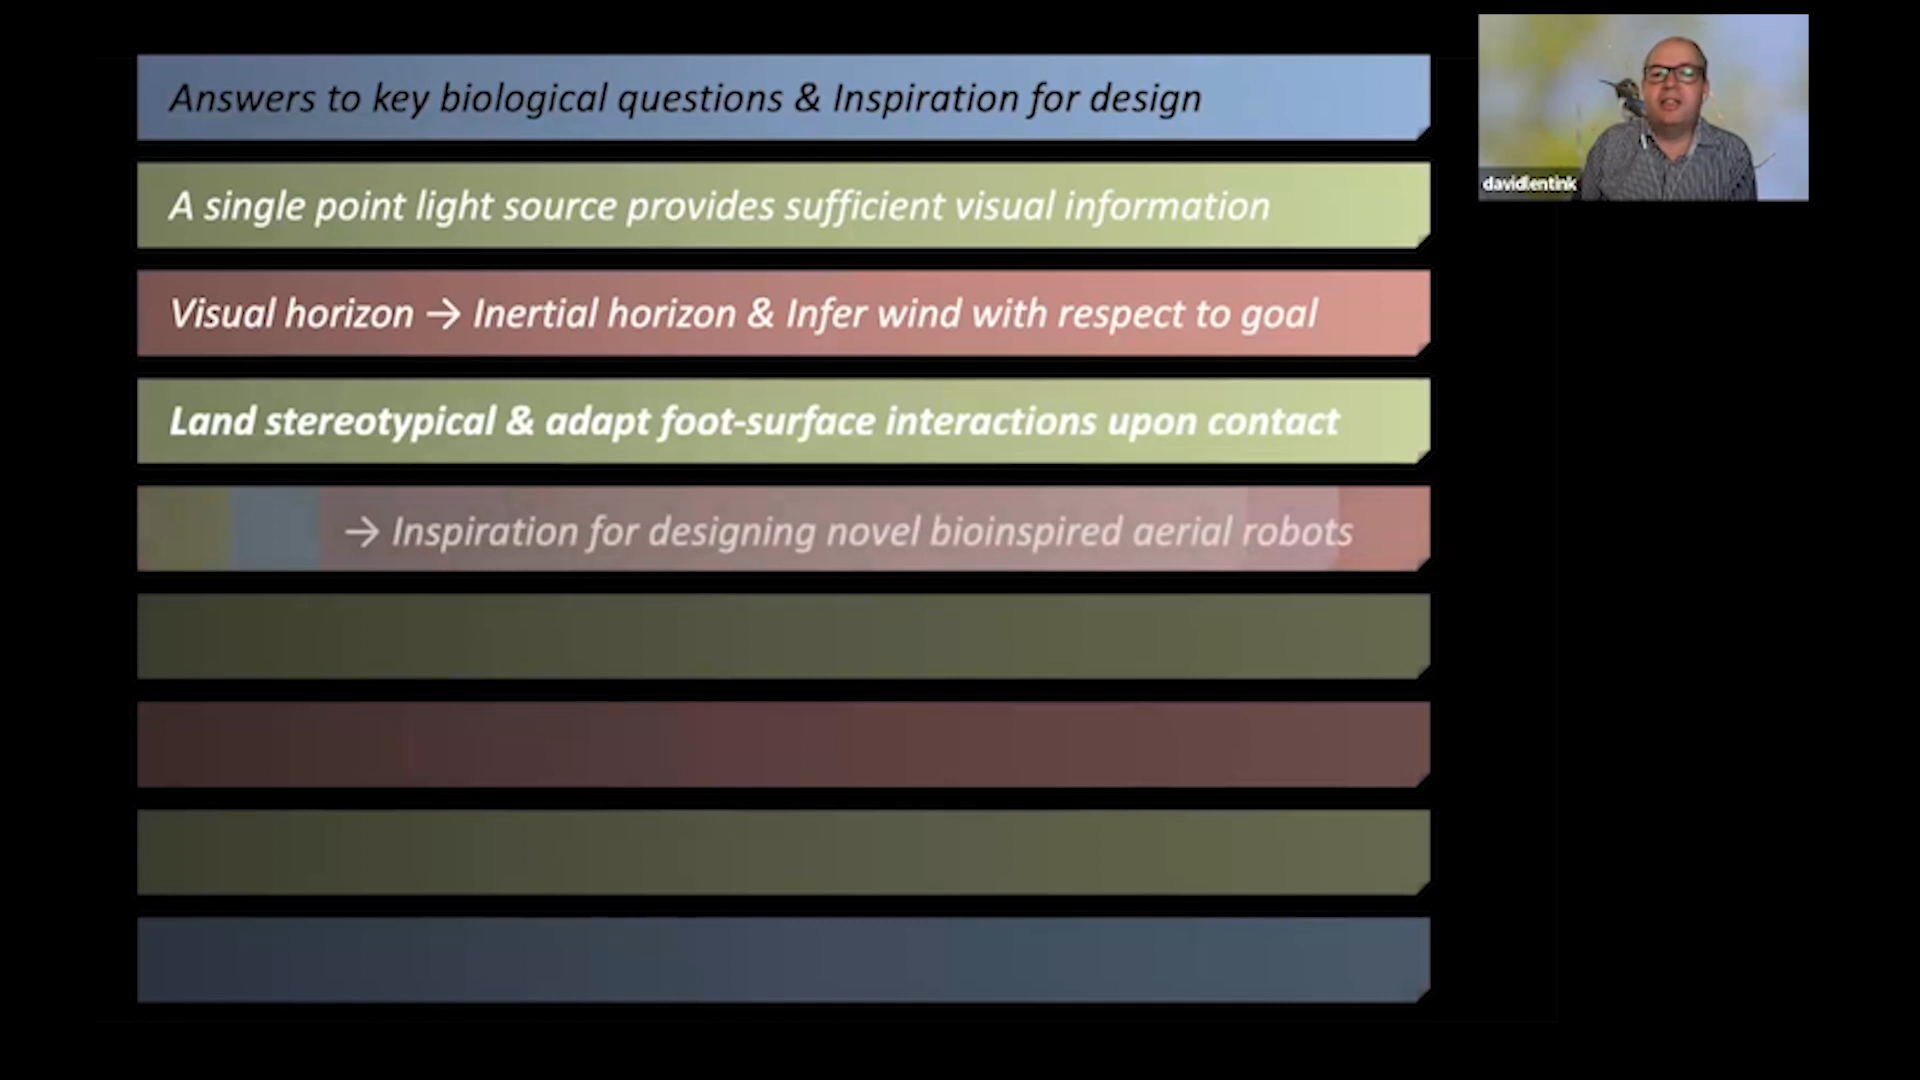 Answers to key biological questions & Inspiration for design
A single point light source provides sufficient visual information
Visual horizon → Inertial horizon & Infer wind with respect to goal
Land stereotypical & adapt foot-surface interactions upon contact
→ Inspiration for designing novel bioinspired aerial robots
davidlentink